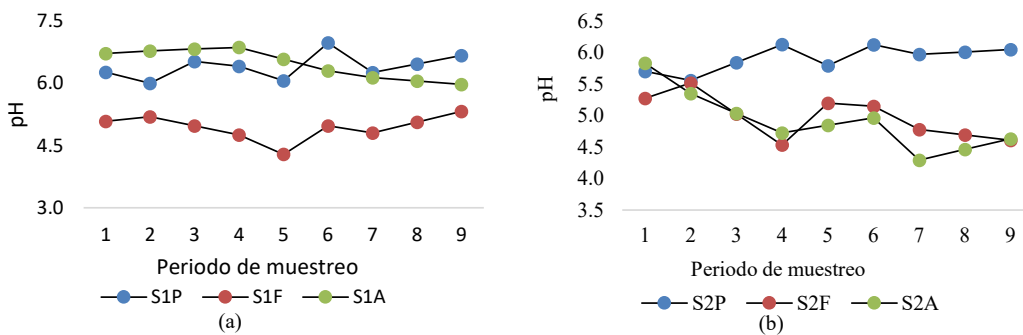 7.5
6.0
4.5
3.0
pH
1 2 3 4 5 6 7 8 9
Periodo de muestreo
S1P S1F S1A
(a)
6.5
6.0
5.5
5.0
4.5
4.0
3.5
pH
1 2 3 4 5 6 7 8 9
Periodo de muestreo
S2P S2F S2A
(b)